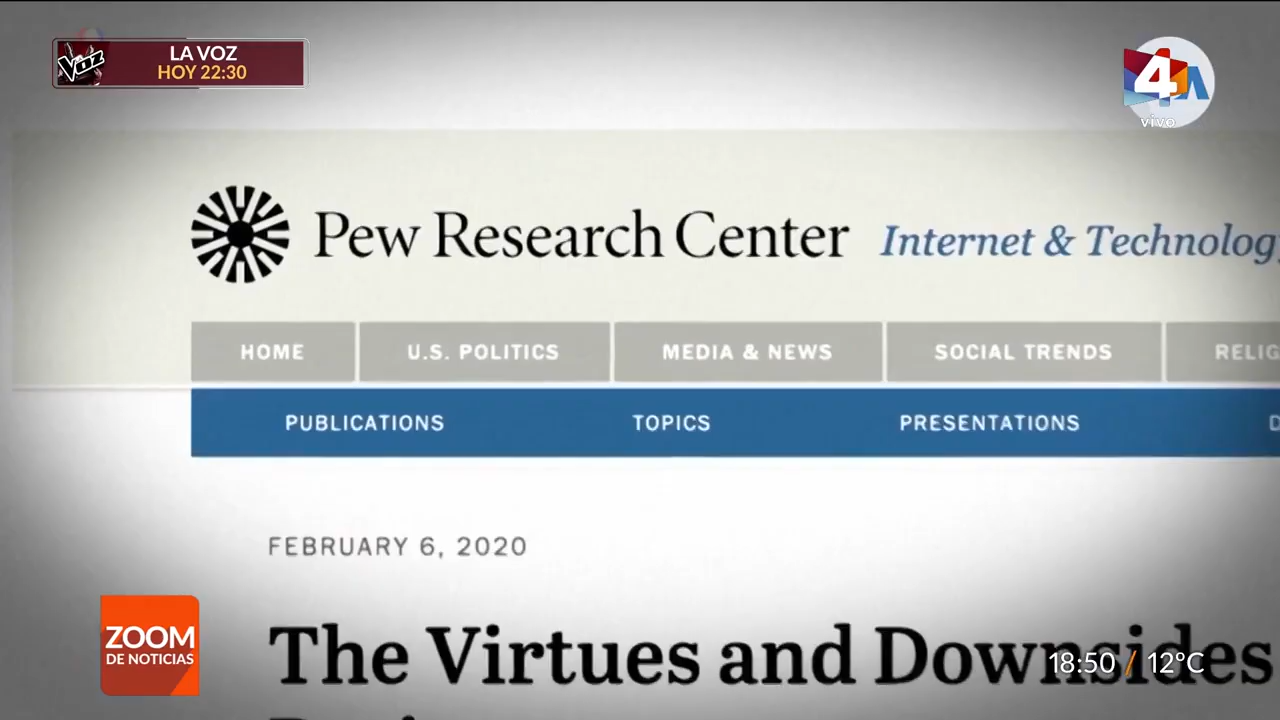 LA VOZ
HOY 22:30
VOZ
4
vivo
Pew Research Center
Internet & Technolog
HOME U.S. POLITICS MEDIA & NEWS SOCIAL TRENDS RELIG
PUBLICATIONS TOPICS PRESENTATIONS
FEBRUARY 6, 2020
The Virtues and Downsides
ZOOM
DE NOTICIAS
18:50 / 12°C